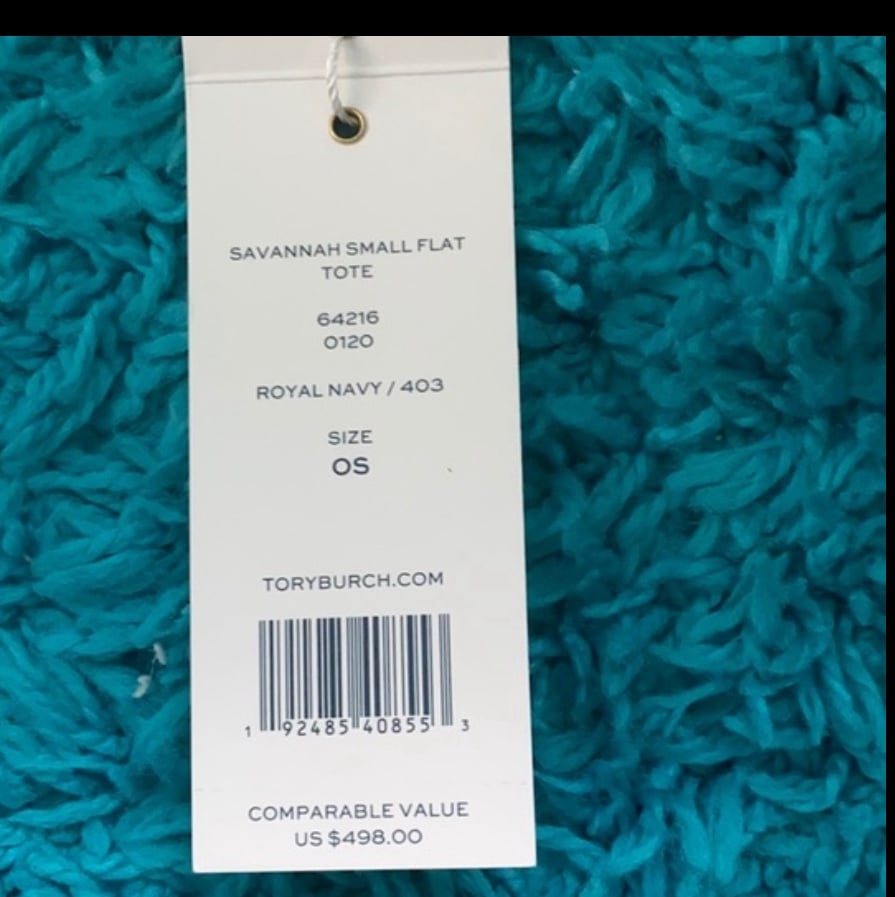 SAVANNAH SMALL FLAT
TOTE
64216
0120
ROYAL NAVY / 403
SIZE
OS
TORYBURCH.COM
1 92485 40855 3
COMPARABLE VALUE
US $498.00